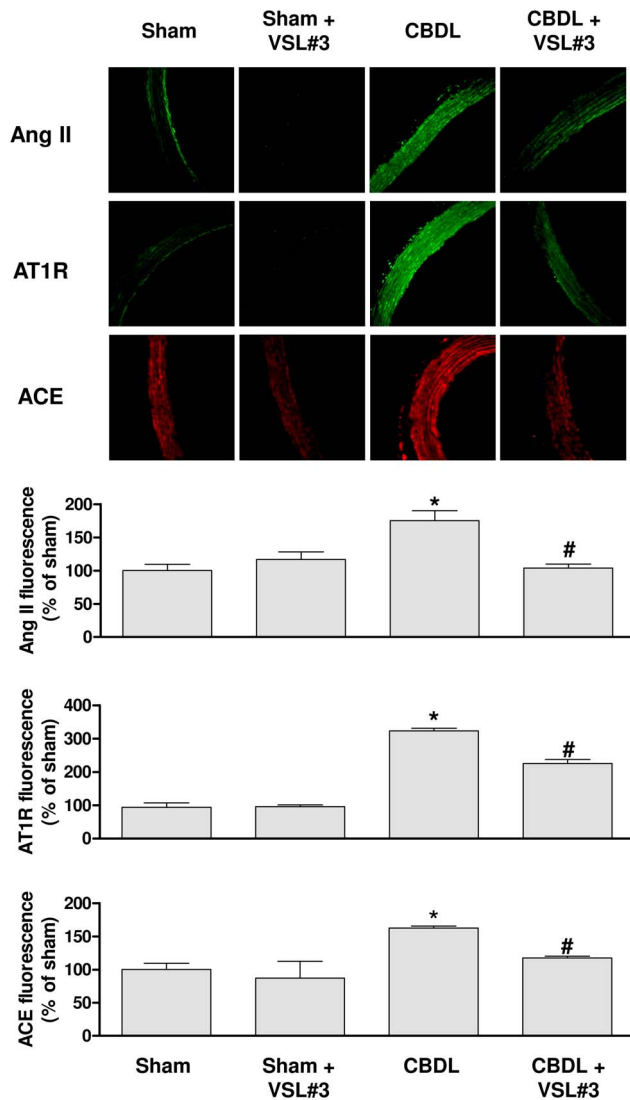 Sham
Sham +
VSL#3
CBDL
CBDL +
VSL#3
Ang II
AT1R
ACE
Ang II fluorescence
(% of sham)
200
150
100
50
0
*
#
AT1R fluorescence
(% of sham)
400
300
200
100
0
*
#
ACE fluorescence
(% of sham)
200
150
100
50
0
*
#
Sham
Sham +
VSL#3
CBDL
CBDL +
VSL#3